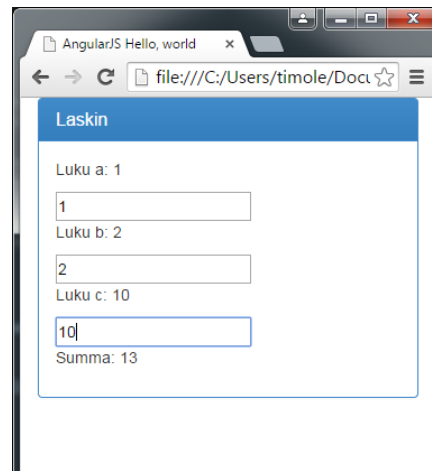 AngularJS Hello, world
file:///C:/Users/timole/Docu
Laskin
Luku a: 1
1
Luku b: 2
2
Luku c: 10
10
Summa: 13